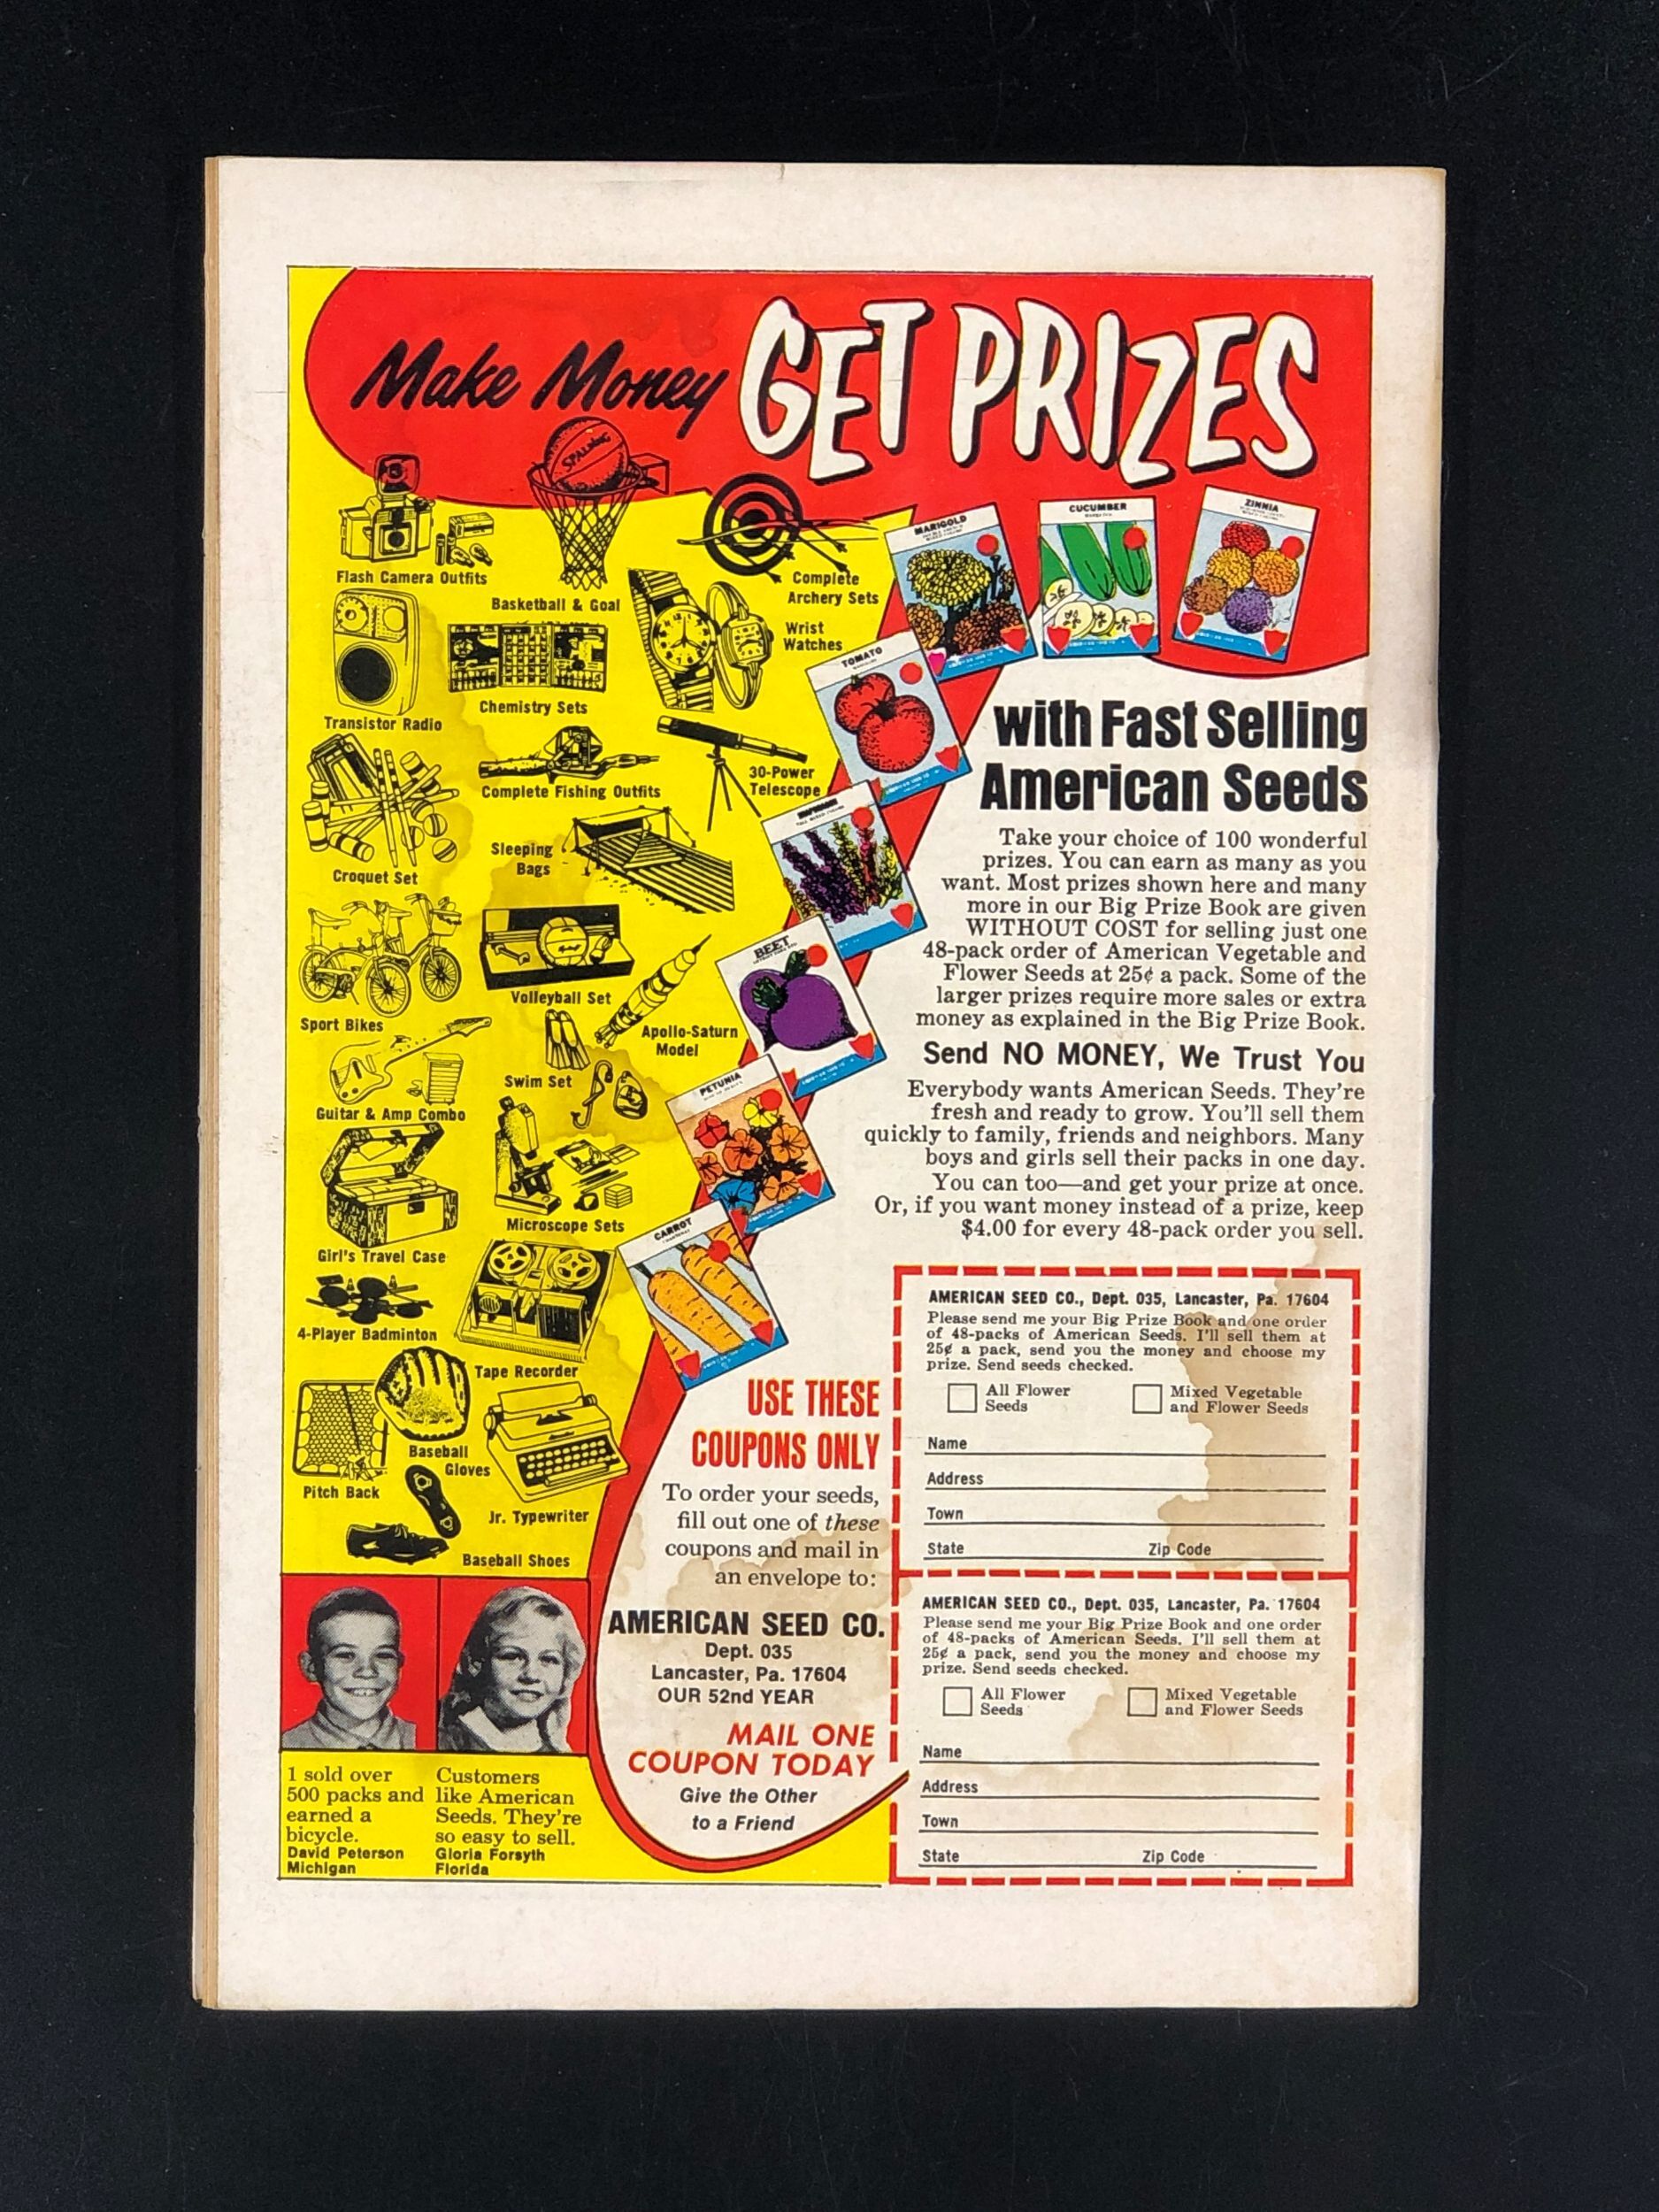 Make Money GET PRIZES
SPALDING
Flash Camera Outfits
Basketball & Goal
Complete
Archery Sets
Wrist
Watches
Transistor Radio
Chemistry Sets
30-Power
Telescope
Complete Fishing Outfits
Croquet Set
Sleeping
Bags
Sport Bikes
Volleyball Set
Apollo-Saturn
Model
Swim Set
Guitar & Amp Combo
Microscope Sets
Girl's Travel Case
4-Player Badminton
Tape Recorder
Baseball
Gloves
Pitch Back
Jr. Typewriter
Baseball Shoes
MARIGOLD
CUCUMBER
ZINNIA
TOMATO
BEET
PETUNIA
CARROT
with Fast Selling
American Seeds
Take your choice of 100 wonderful
prizes. You can earn as many as you
want. Most prizes shown here and many
more in our Big Prize Book are given
WITHOUT COST for selling just one
48-pack order of American Vegetable and
Flower Seeds at 25¢ a pack. Some of the
larger prizes require more sales or extra
money as explained in the Big Prize Book.
Send NO MONEY, We Trust You
Everybody wants American Seeds. They're
fresh and ready to grow. You'll sell them
quickly to family, friends and neighbors. Many
boys and girls sell their packs in one day.
You can too—and get your prize at once.
Or, if you want money instead of a prize, keep
$4.00 for every 48-pack order you sell.
USE THESE
COUPONS ONLY
To order your seeds,
fill out one of these
coupons and mail in
an envelope to:
AMERICAN SEED CO.
Dept. 035
Lancaster, Pa. 17604
OUR 52nd YEAR
MAIL ONE
COUPON TODAY
Give the Other
to a Friend
1 sold over
500 packs and
earned a
bicycle.
David Peterson
Michigan
Customers
like American
Seeds. They're
so easy to sell.
Gloria Forsyth
Florida
AMERICAN SEED CO., Dept. 035, Lancaster, Pa. 17604
Please send me your Big Prize Book and one order
of 48-packs of American Seeds. I'll sell them at
25¢ a pack, send you the money and choose my
prize. Send seeds checked.
All Flower
Seeds
Mixed Vegetable
and Flower Seeds
Name
Address
Town
State Zip Code
AMERICAN SEED CO., Dept. 035, Lancaster, Pa. 17604
Please send me your Big Prize Book and one order
of 48-packs of American Seeds. I'll sell them at
25¢ a pack, send you the money and choose my
prize. Send seeds checked.
All Flower
Seeds
Mixed Vegetable
and Flower Seeds
Name
Address
Town
State Zip Code